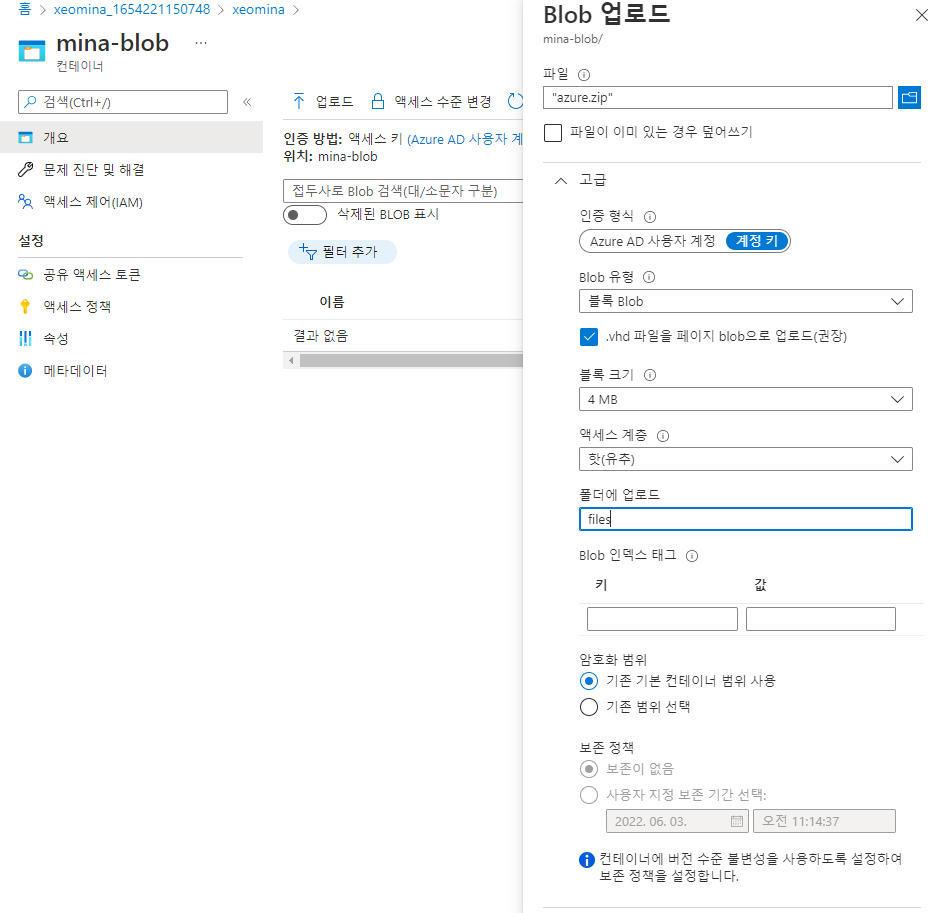 홈 > xeomina_1654221150748 > xeomina >
mina-blob ...
컨테이너
검색(Ctrl+/)
«
개요
문제 진단 및 해결
액세스 제어(IAM)
설정
공유 액세스 토큰
액세스 정책
속성
메타데이터
업로드 액세스 수준 변경
인증 방법: 액세스 키 (Azure AD 사용자 계
위치: mina-blob
접두사로 Blob 검색(대/소문자 구분)
삭제된 BLOB 표시
필터 추가
이름
결과 없음
Blob 업로드
mina-blob/
파일
"azure.zip"
파일이 이미 있는 경우 덮어쓰기
고급
인증 형식
Azure AD 사용자 계정 계정 키
Blob 유형
블록 Blob
.vhd 파일을 페이지 blob으로 업로드(권장)
블록 크기
4 MB
액세스 계층
핫(유추)
폴더에 업로드
files
Blob 인덱스 태그
키 값
암호화 범위
기존 기본 컨테이너 범위 사용
기존 범위 선택
보존 정책
보존이 없음
사용자 지정 보존 기간 선택:
2022. 06. 03. 오전 11:14:37
컨테이너에 버전 수준 불변성을 사용하도록 설정하여
보존 정책을 설정합니다.